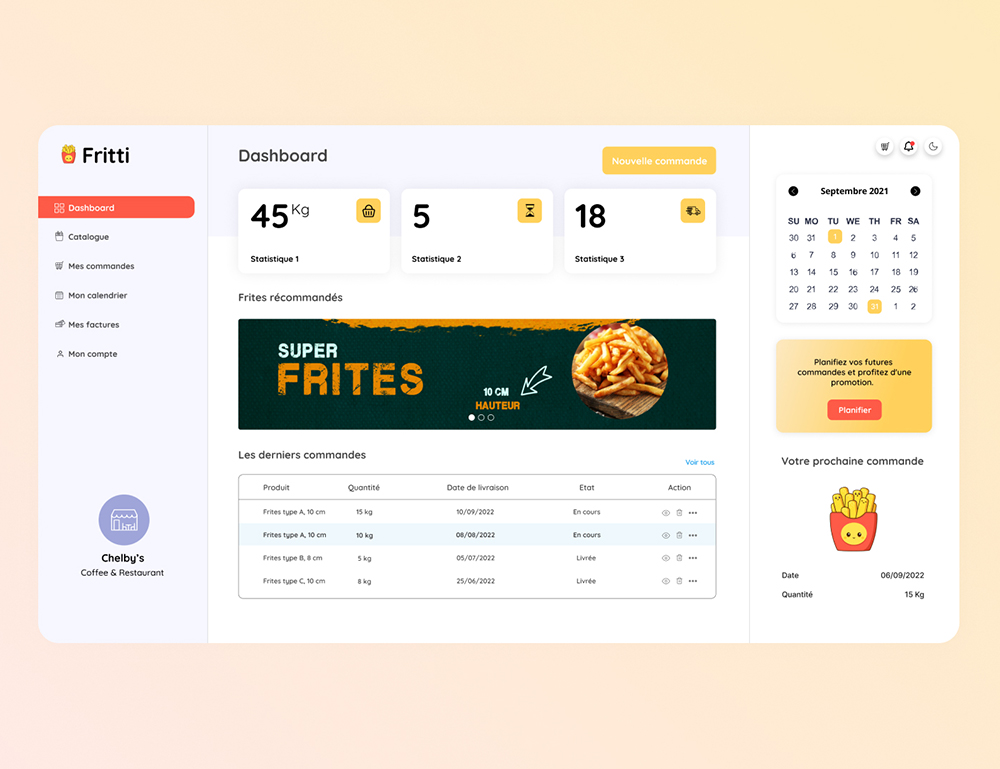 Fritti
Dashboard
Catalogue
Mes commandes
Mon calendrier
Mes factures
Mon compte
Chelby's
Coffee & Restaurant
Dashboard
Nouvelle commande
45 Kg
Statistique 1
5
Statistique 2
18
Statistique 3
Frites récommandés
SUPER
FRITES
10 CM
HAUTEUR
Les derniers commandes
Voir tous
Produit Quantité Date de livraison Etat Action
Frites type A, 10 cm 15 kg 10/09/2022 En cours
Frites type A, 10 cm 10 kg 08/08/2022 En cours
Frites type B, 8 cm 5 kg 05/07/2022 Livrée
Frites type C, 10 cm 8 kg 25/06/2022 Livrée
Septembre 2021
SU MO TU WE TH FR SA
30 31 1 2 3 4 5
6 7 8 9 10 11 12
13 14 15 16 17 18 19
20 21 22 23 24 25 26
27 28 29 30 31 1 2
Planifiez vos futures
commandes et profitez d'une
promotion.
Planifier
Votre prochaine commande
Date 06/09/2022
Quantité 15 Kg